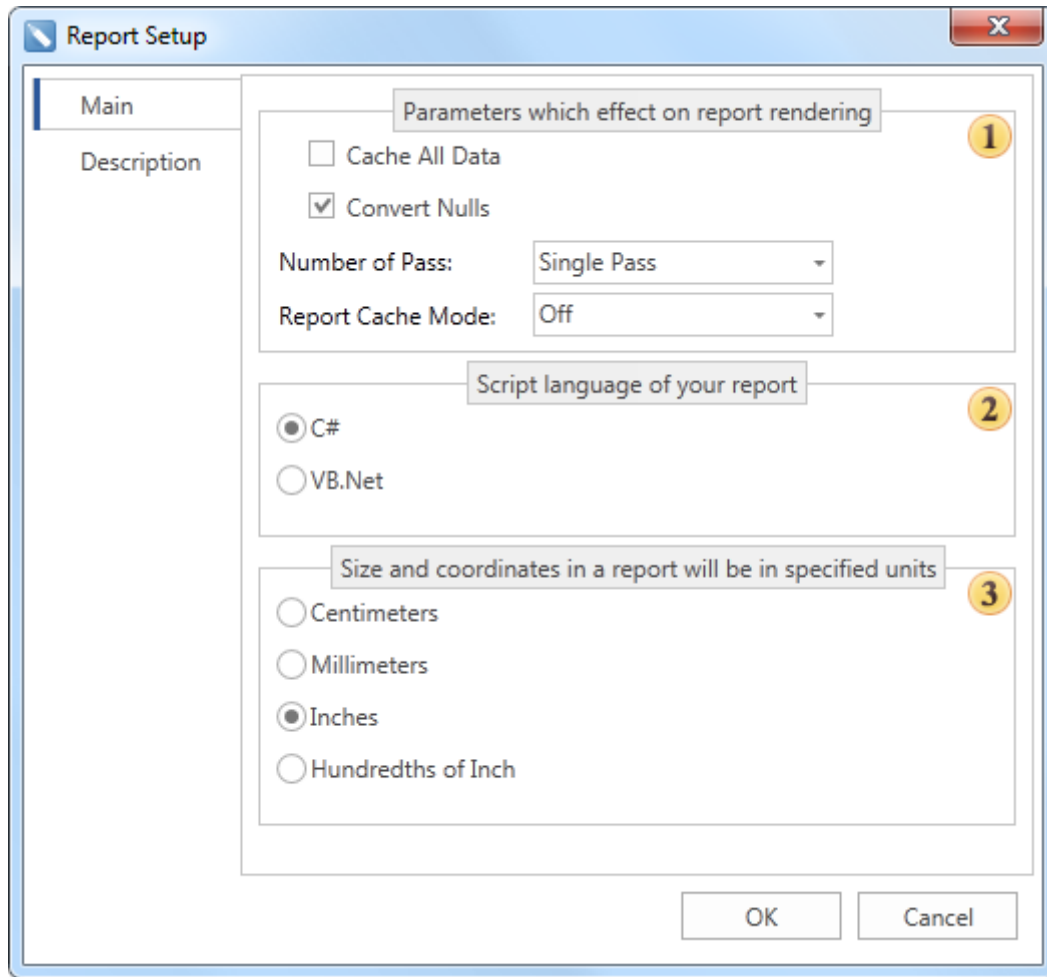 Report Setup
Main
Description
Parameters which effect on report rendering
1
Cache All Data
Convert Nulls
Number of Pass: Single Pass
Report Cache Mode: Off
Script language of your report
2
C#
VB.Net
Size and coordinates in a report will be in specified units
3
Centimeters
Millimeters
Inches
Hundredths of Inch
OK Cancel